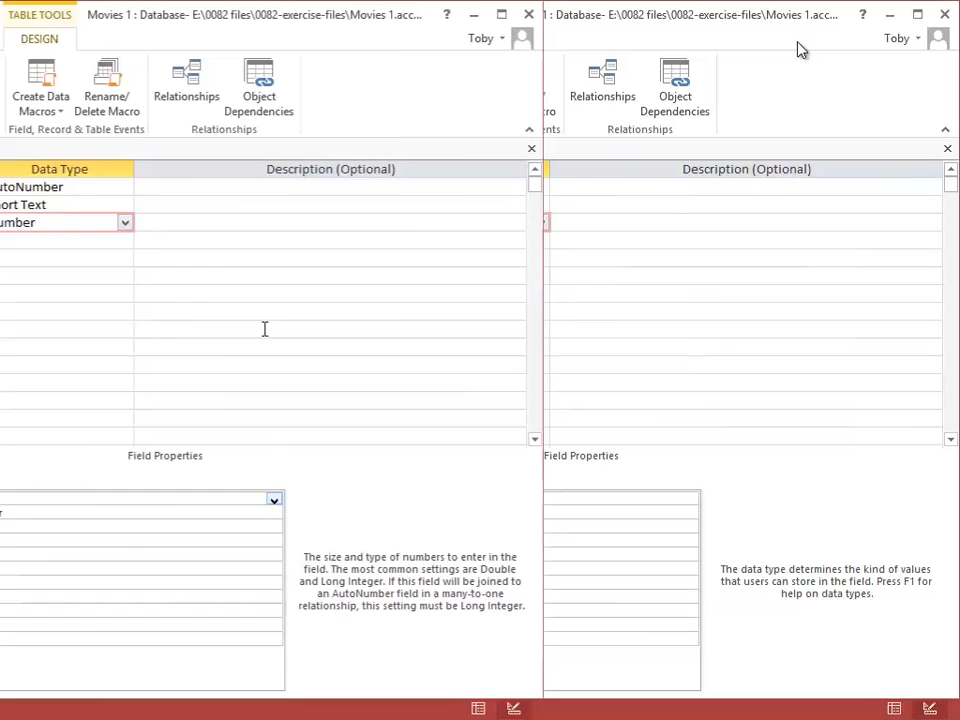 TABLE TOOLS
Movies 1 : Database- E:\0082 files\0082-exercise-files\Movies 1.acc...
?
DESIGN
Toby
Create Data Macros
Rename/ Delete Macro
Relationships
Object Dependencies
Field, Record & Table Events
Relationships
Data Type
Description (Optional)
utoNumber
ort Text
umber
Field Properties
r
The size and type of numbers to enter in the
field. The most common settings are Double
and Long Integer. If this field will be joined to
an AutoNumber field in a many-to-one
relationship, this setting must be Long Integer.
1 : Database- E:\0082 files\0082-exercise-files\Movies 1.acc...
?
Toby
/
cro
Relationships
Object Dependencies
ents
Relationships
Description (Optional)
Field Properties
The data type determines the kind of values
that users can store in the field. Press F1 for
help on data types.